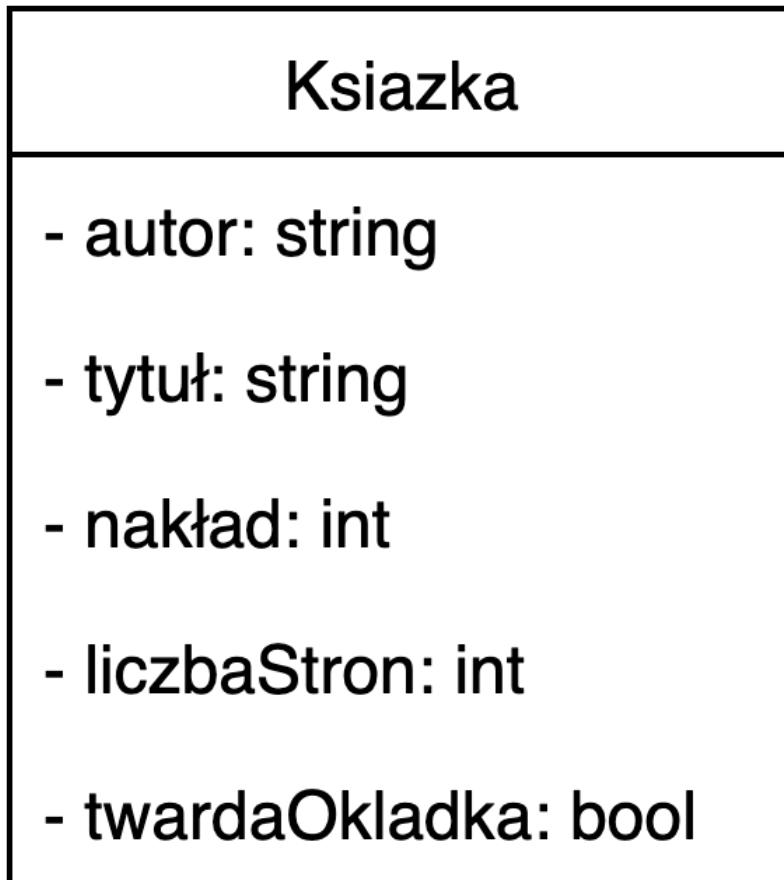 Ksiazka
- autor: string
- tytuł: string
- nakład: int
- liczbaStron: int
- twardaOkladka: bool